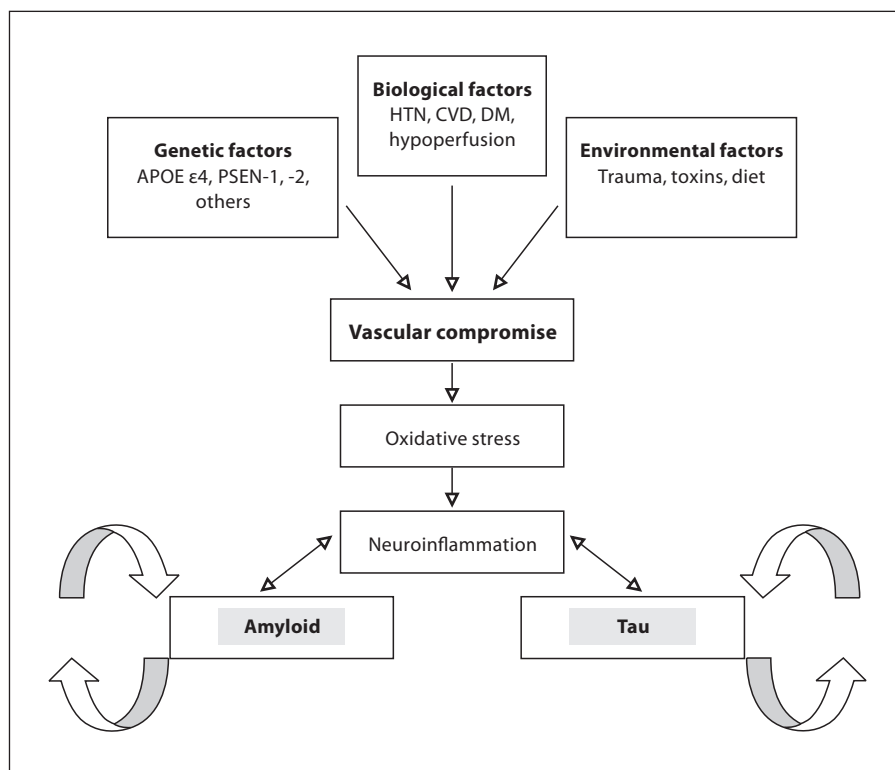 Biological factors
HTN, CVD, DM,
hypoperfusion
Genetic factors
APOE ε4, PSEN-1, -2,
others
Environmental factors
Trauma, toxins, diet
Vascular compromise
Oxidative stress
Neuroinflammation
Amyloid
Tau